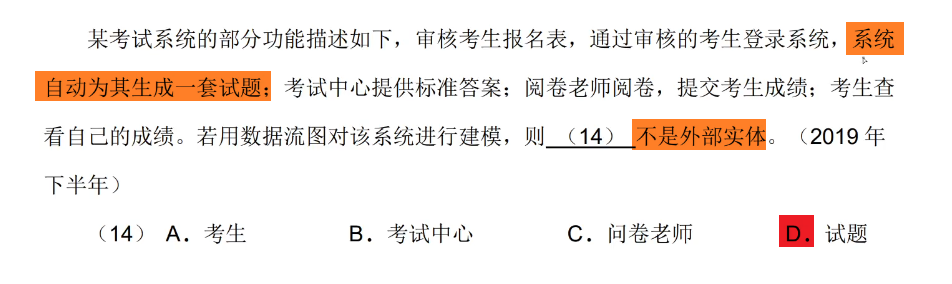 某考试系统的部分功能描述如下，审核考生报名表，通过审核的考生登录系统，系统
自动为其生成一套试题；考试中心提供标准答案；阅卷老师阅卷，提交考生成绩；考生查
看自己的成绩。若用数据流图对该系统进行建模，则 （14） 不是外部实体。（2019 年
下半年）
（14） A．考生 B．考试中心 C．问卷老师 D．试题